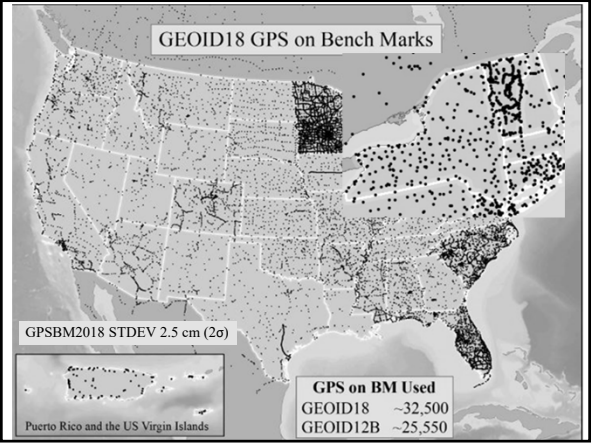 GEOID18 GPS on Bench Marks
GPSBM2018 STDEV 2.5 cm (2σ)
Puerto Rico and the US Virgin Islands
GPS on BM Used
GEOID18 ~32,500
GEOID12B ~25,550